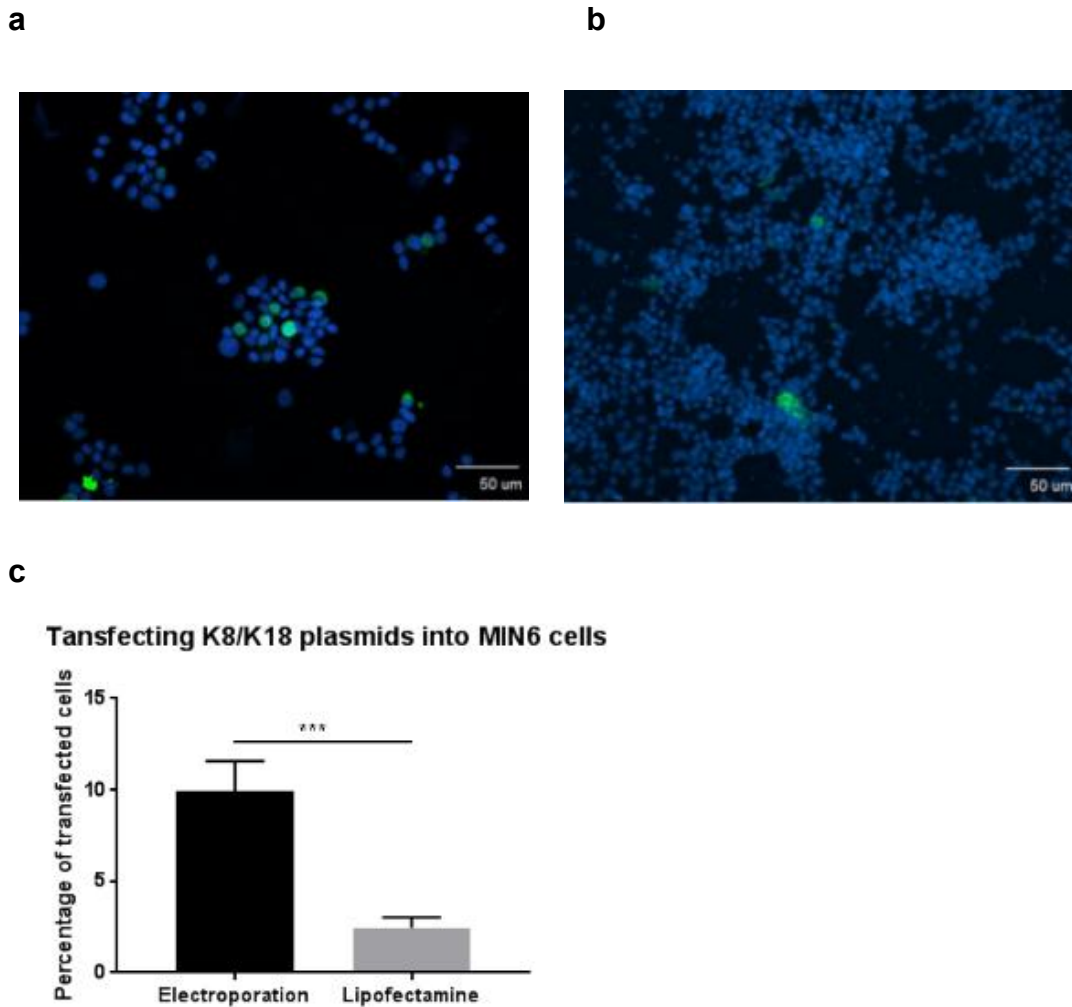 a
b
50 um
50 um
c
Tansfecting K8/K18 plasmids into MIN6 cells
Percentage of transfected cells
15
***
10
5
0
Electroporation Lipofectamine